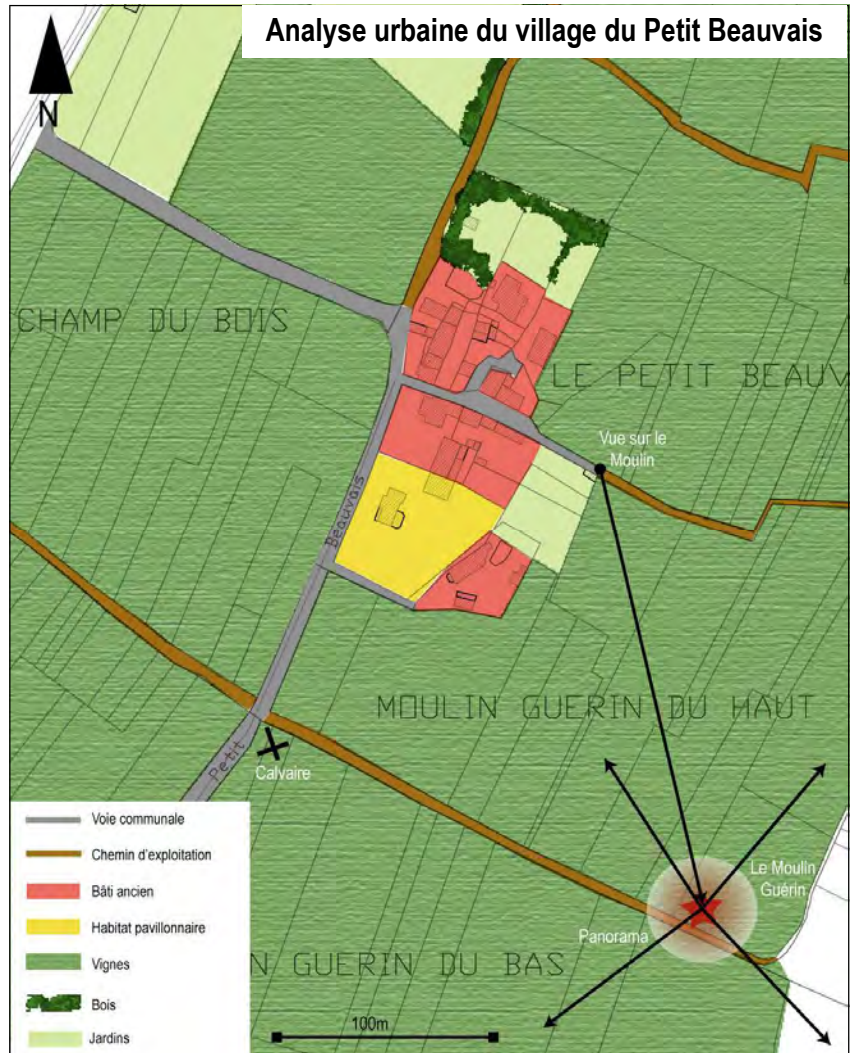 Analyse urbaine du village du Petit Beauvais
N
CHAMP DU BOIS
LE PETIT BEAUV
Vue sur le
Moulin
Beauvais
MOULIN GUERIN DU HAUT
Petit
Calvaire
Le Moulin
Guérin
Panorama
N GUERIN DU BAS
Voie communale
Chemin d'exploitation
Bâti ancien
Habitat pavillonnaire
Vignes
Bois
Jardins
100m